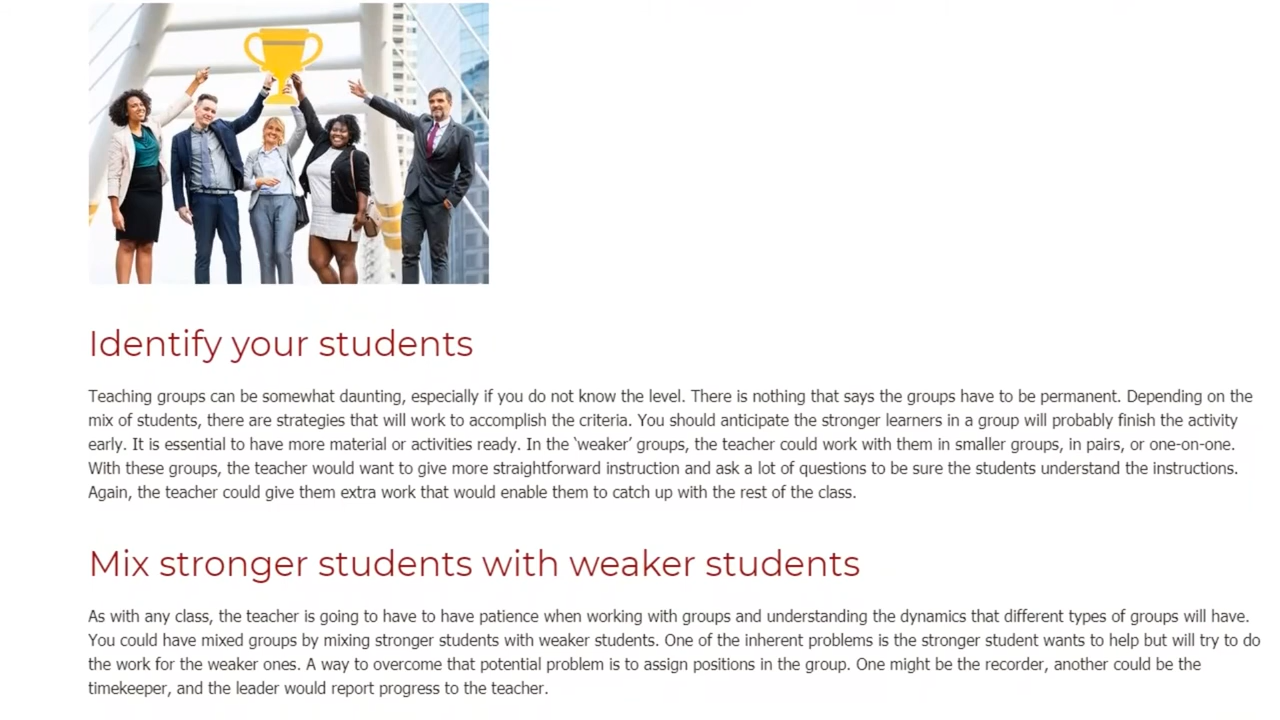 Identify your students
Teaching groups can be somewhat daunting, especially if you do not know the level. There is nothing that says the groups have to be permanent. Depending on the
mix of students, there are strategies that will work to accomplish the criteria. You should anticipate the stronger learners in a group will probably finish the activity
early. It is essential to have more material or activities ready. In the ‘weaker’ groups, the teacher could work with them in smaller groups, in pairs, or one-on-one.
With these groups, the teacher would want to give more straightforward instruction and ask a lot of questions to be sure the students understand the instructions.
Again, the teacher could give them extra work that would enable them to catch up with the rest of the class.
Mix stronger students with weaker students
As with any class, the teacher is going to have to have patience when working with groups and understanding the dynamics that different types of groups will have.
You could have mixed groups by mixing stronger students with weaker students. One of the inherent problems is the stronger student wants to help but will try to do
the work for the weaker ones. A way to overcome that potential problem is to assign positions in the group. One might be the recorder, another could be the
timekeeper, and the leader would report progress to the teacher.